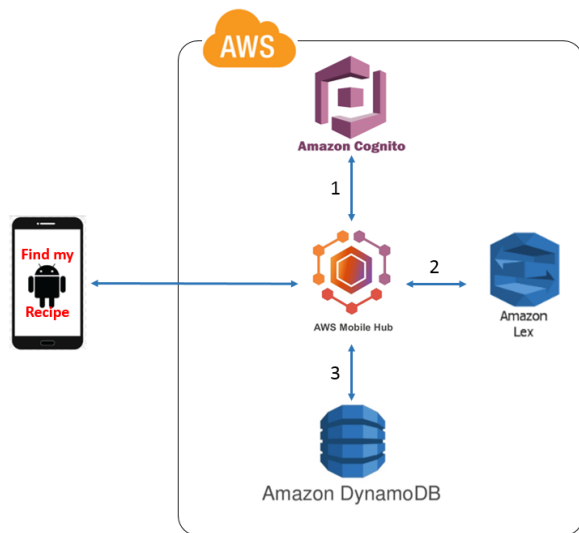 AWS
Amazon Cognito
1
Find my
Recipe
2
AWS Mobile Hub
Amazon
Lex
3
Amazon DynamoDB